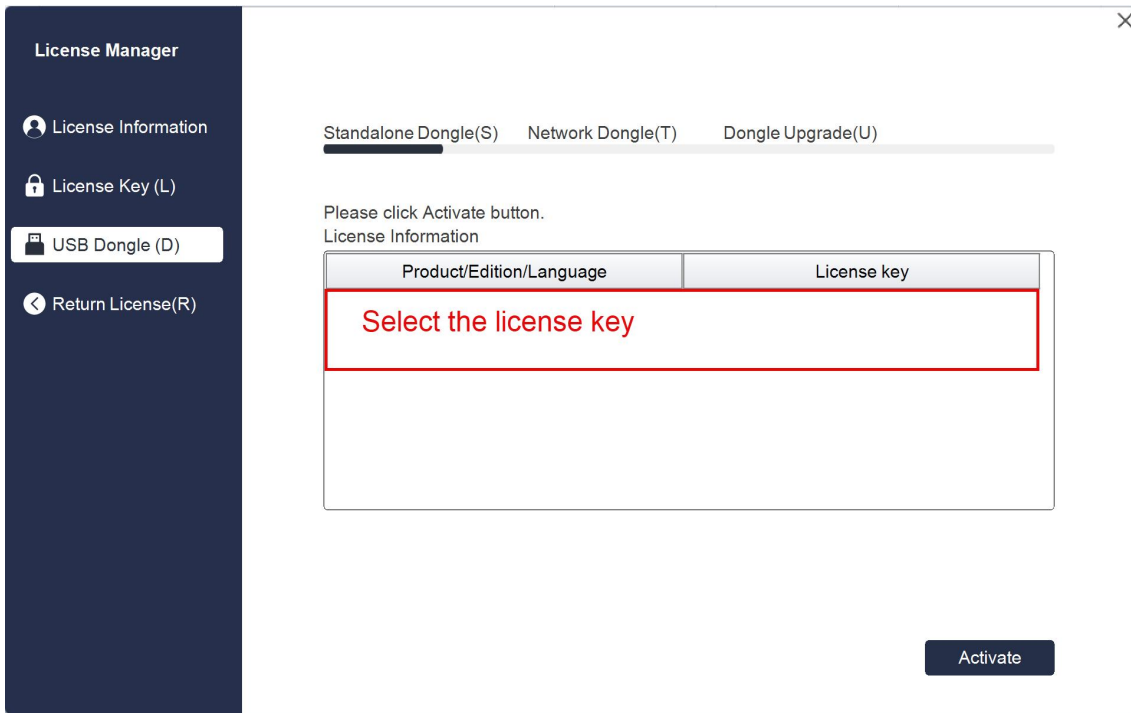 License Manager
License Information
License Key (L)
USB Dongle (D)
Return License(R)
Standalone Dongle(S) Network Dongle(T) Dongle Upgrade(U)
Please click Activate button.
License Information
Product/Edition/Language License key
Select the license key
Activate